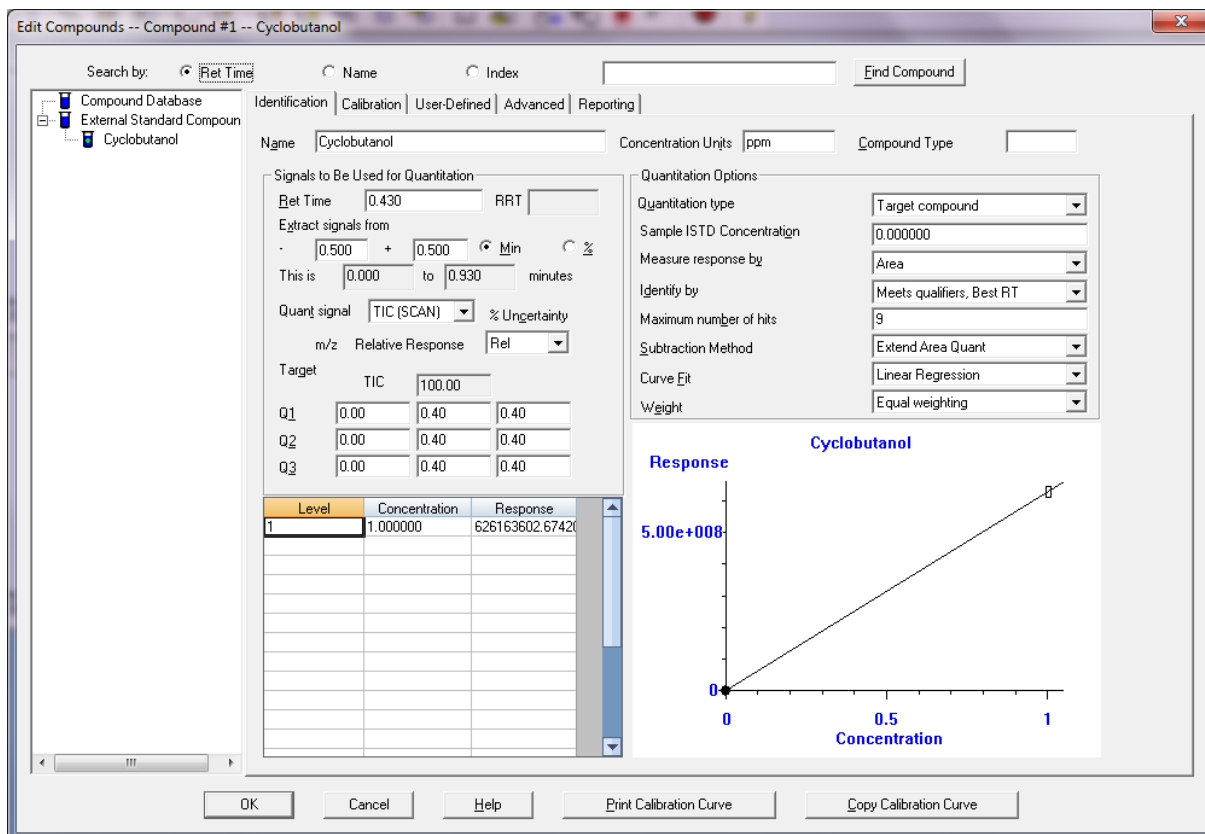 Edit Compounds -- Compound #1 -- Cyclobutanol
Search by: Ret Time Name Index Find Compound
Compound Database
External Standard Compoun
Cyclobutanol
Identification Calibration User-Defined Advanced Reporting
Name Cyclobutanol Concentration Units ppm Compound Type
Signals to Be Used for Quantitation
Ret Time 0.430 RRT
Extract signals from
- 0.500 + 0.500 Min %
This is 0.000 to 0.930 minutes
Quant signal TIC (SCAN) % Uncertainty
m/z Relative Response Rel
Target
TIC 100.00
Q1 0.00 0.40 0.40
Q2 0.00 0.40 0.40
Q3 0.00 0.40 0.40
Level Concentration Response
1 1.000000 626163602.67420
Quantitation Options
Quantitation type Target compound
Sample ISTD Concentration 0.000000
Measure response by Area
Identify by Meets qualifiers, Best RT
Maximum number of hits 9
Subtraction Method Extend Area Quant
Curve Fit Linear Regression
Weight Equal weighting
Cyclobutanol
Response
5.00e+008
0
0 0.5 1
Concentration
OK Cancel Help Print Calibration Curve Copy Calibration Curve